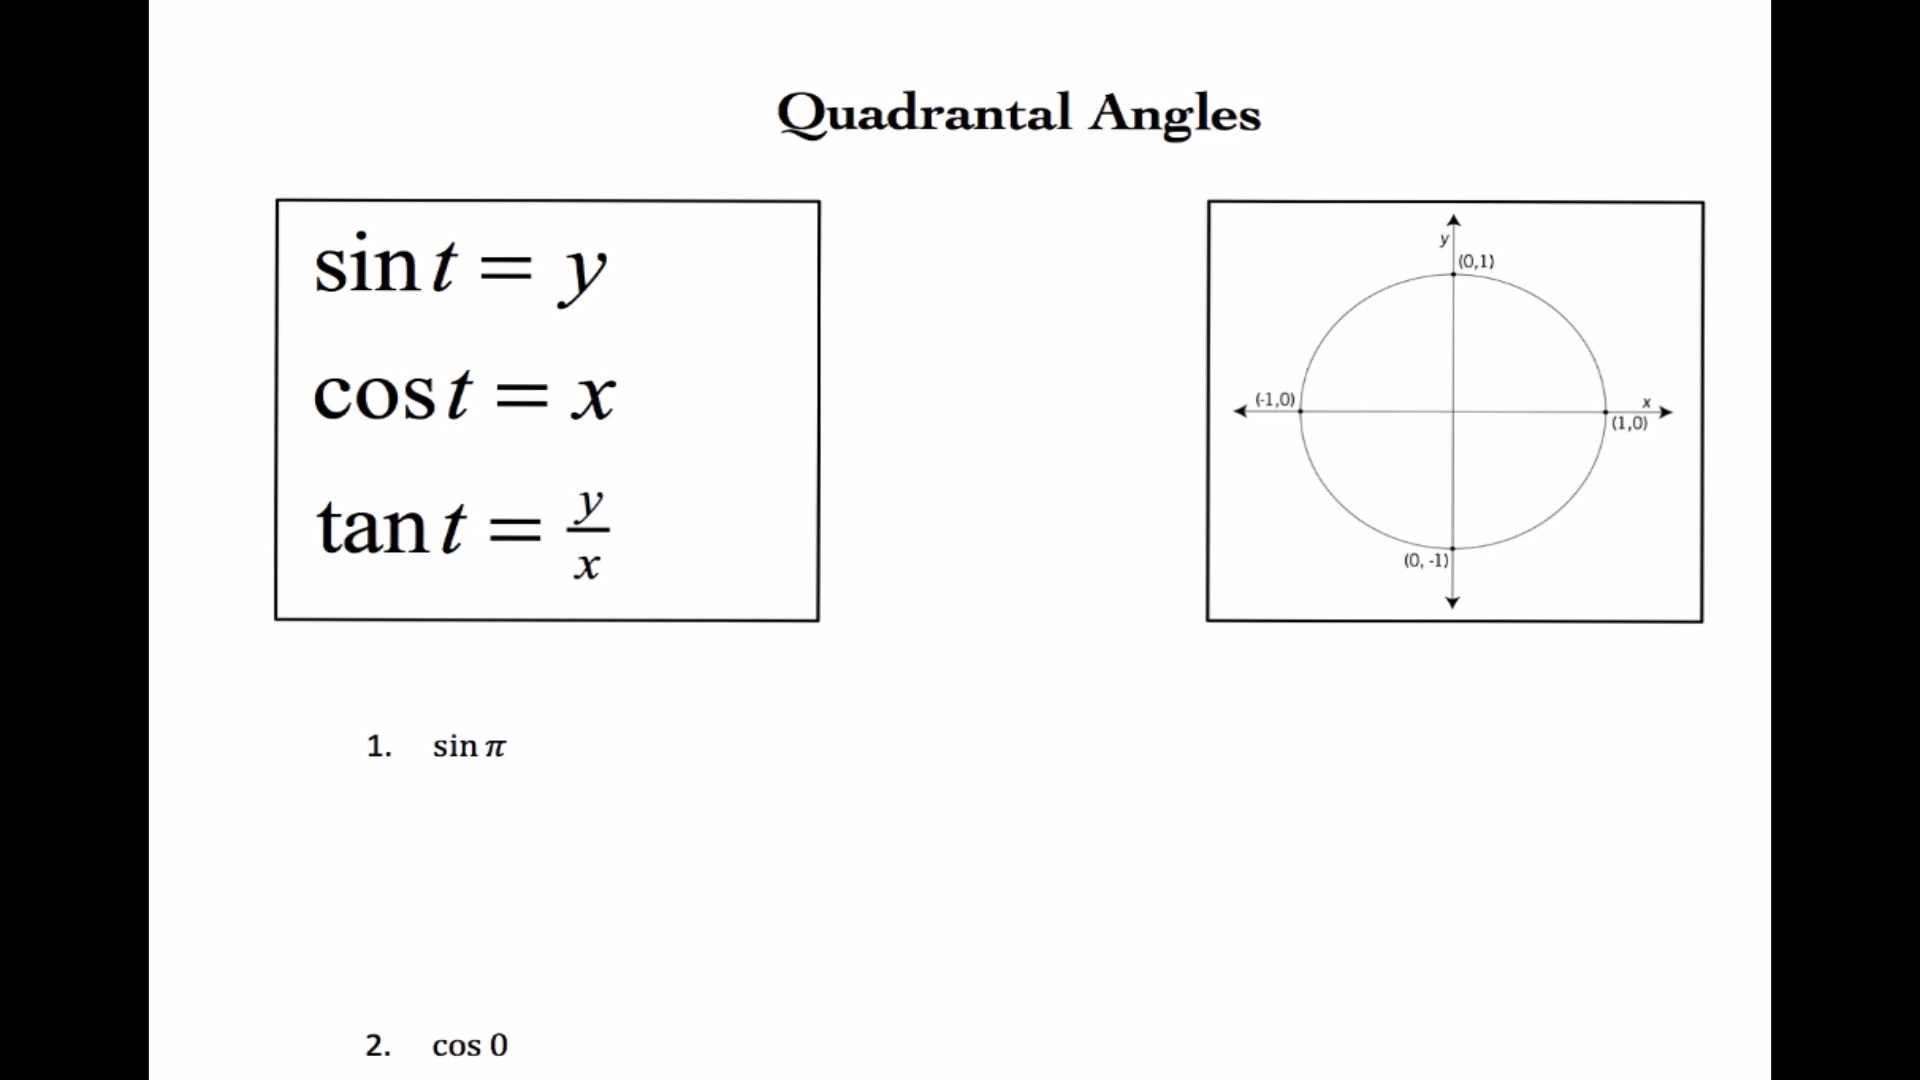 Quadrantal Angles
sin t = y
cos t = x
tan t = y/x
y
(0,1)
(-1,0)
x
(1,0)
(0, -1)
1. sin π
2. cos 0